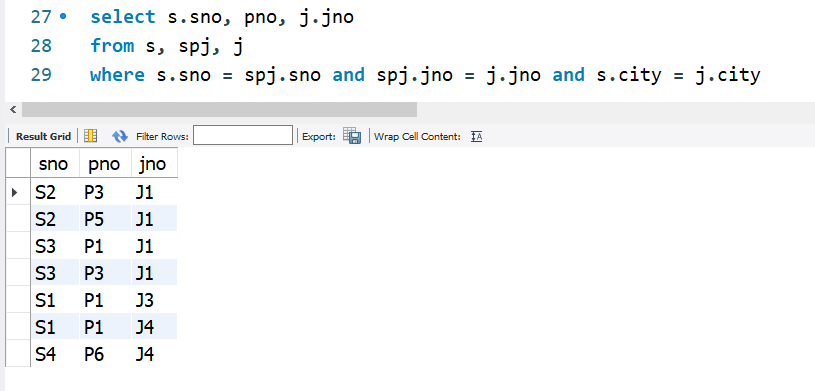 27 select s.sno, pno, j.jno
28 from s, spj, j
29 where s.sno = spj.sno and spj.jno = j.jno and s.city = j.city
Result Grid Filter Rows: Export: Wrap Cell Content: IA
sno pno jno
S2 P3 J1
S2 P5 J1
S3 P1 J1
S3 P3 J1
S1 P1 J3
S1 P1 J4
S4 P6 J4